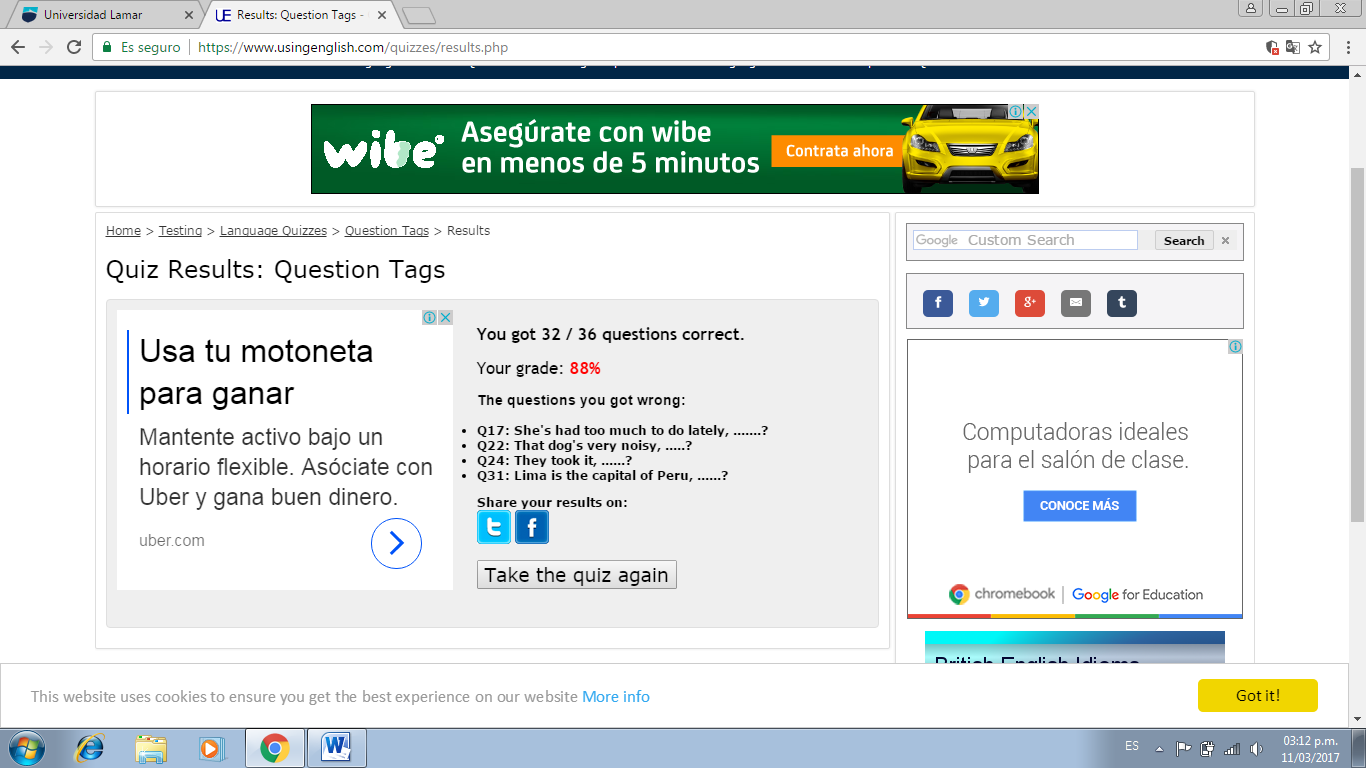 Universidad Lamar
Results: Question Tags -
Es seguro
https://www.usingenglish.com/quizzes/results.php
wibe
Asegúrate con wibe
en menos de 5 minutos
Contrata ahora
Home > Testing > Language Quizzes > Question Tags > Results
Quiz Results: Question Tags
Usa tu motoneta
para ganar
Mantente activo bajo un
horario flexible. Asóciate con
Uber y gana buen dinero.
uber.com
You got 32 / 36 questions correct.
Your grade: 88%
The questions you got wrong:
Q17: She's had too much to do lately, .......?
Q22: That dog's very noisy, .....?
Q24: They took it, ......?
Q31: Lima is the capital of Peru, ......?
Share your results on:
Take the quiz again
Google Custom Search
Search
Computadoras ideales
para el salón de clase.
CONOCE MÁS
chromebook | Google for Education
British English Idioms
This website uses cookies to ensure you get the best experience on our website More info
Got it!
ES
03:12 p.m.
11/03/2017